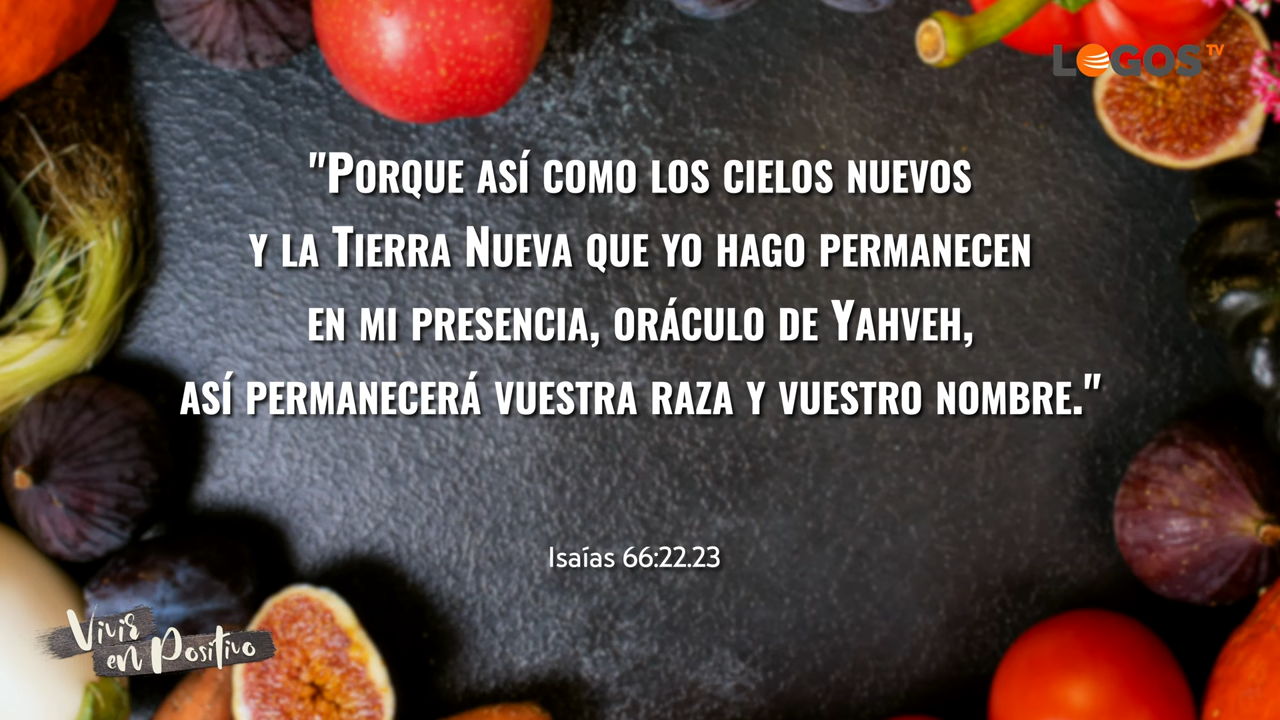 LOGOS TV
"Porque así como los cielos nuevos
y la Tierra Nueva que yo hago permanecen
en mi presencia, oráculo de Yahveh,
así permanecerá vuestra raza y vuestro nombre."
Isaías 66:22.23
Vivir
en Positivo